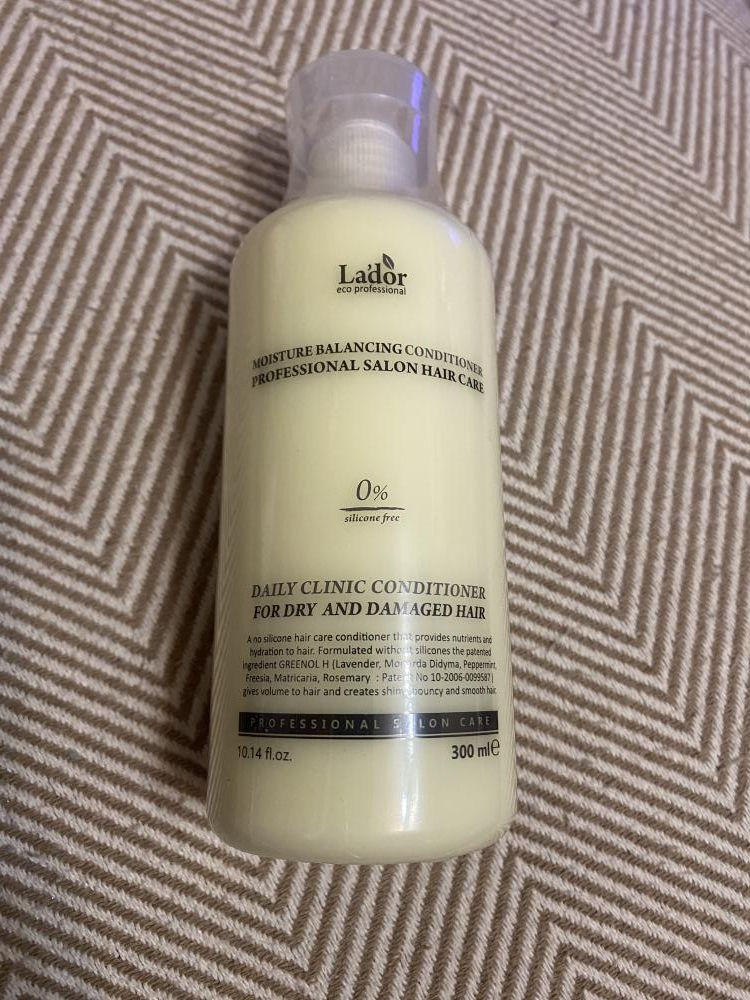 La'dor
eco professional
MOISTURE BALANCING CONDITIONER
PROFESSIONAL SALON HAIR CARE
0%
silicone free
DAILY CLINIC CONDITIONER
FOR DRY AND DAMAGED HAIR
A no silicone hair care conditioner that provides nutrients and
hydration to hair. Formulated without silicones the patented
ingredient GREENOL H (Lavender, Monarda Didyma, Peppermint,
Freesia, Matricaria, Rosemary : Patent No 10-2006-0099587)
gives volume to hair and creates shiny, bouncy and smooth hair.
PROFESSIONAL SALON CARE
10.14 fl.oz.
300 ml℮